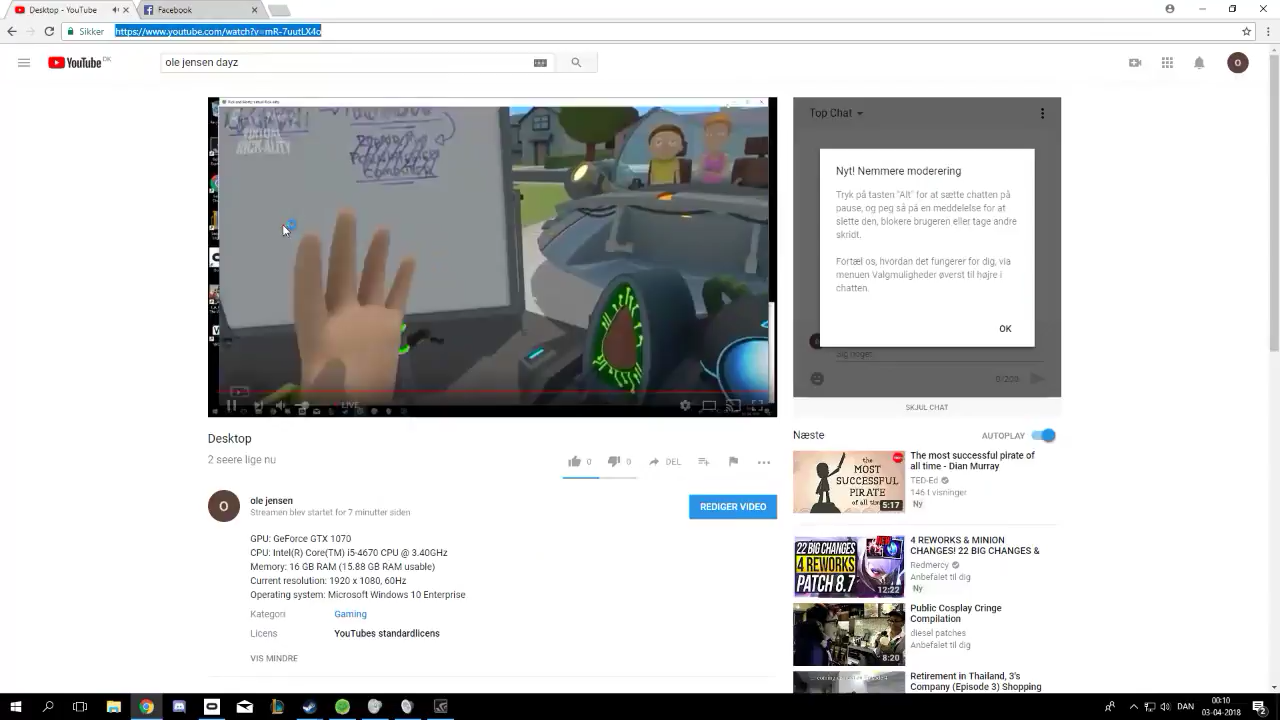 Desktop - YouTube
Facebook
Sikker
https://www.youtube.com/watch?v=mR-7uutLX4o
YouTube DK
ole jensen dayz
O
Top Chat
Nyt! Nemmere moderering
Tryk på tasten "Alt" for at sætte chatten på
pause, og peg så på en meddelelse for at
slette den, blokere brugeren eller tage andre
skridt.
Fortæl os, hvordan det fungerer for dig, via
menuen Valgmuligheder øverst til højre i
chatten.
OK
Sig noget
0/200
SKJUL CHAT
LIVE
Desktop
2 seere lige nu
0
0
DEL
O
ole jensen
Streamen blev startet for 7 minutter siden
REDIGER VIDEO
GPU: GeForce GTX 1070
CPU: Intel(R) Core(TM) i5-4670 CPU @ 3.40GHz
Memory: 16 GB RAM (15.88 GB RAM usable)
Current resolution: 1920 x 1080, 60Hz
Operating system: Microsoft Windows 10 Enterprise
Kategori
Gaming
Licens
YouTubes standardlicens
VIS MINDRE
Næste
AUTOPLAY
the
MOST
SUCCESSFUL
PIRATE
of all time
5:17
The most successful pirate of
all time - Dian Murray
TED-Ed
146 t visninger
Ny
22 BIG CHANGES
4 REWORKS
PATCH 8.7
12:22
4 REWORKS & MINION
CHANGES! 22 BIG CHANGES &
Redmercy
Anbefalet til dig
Ny
8:20
Public Cosplay Cringe
Compilation
diesel patches
Anbefalet til dig
Retirement in Thailand, 3's
Company (Episode 3) Shopping
DAN
00:10
03-04-2018
2